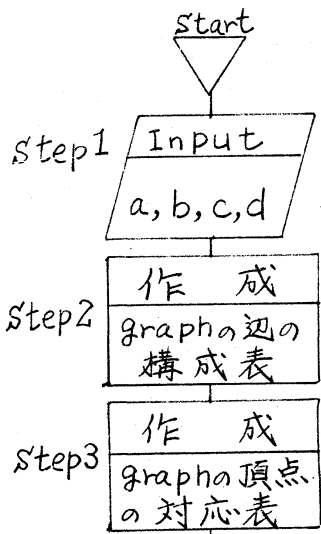 Start
Step1
Input
a, b, c, d
Step2
作 成
graphの辺の
構成表
Step3
作 成
graphの頂点
の対応表